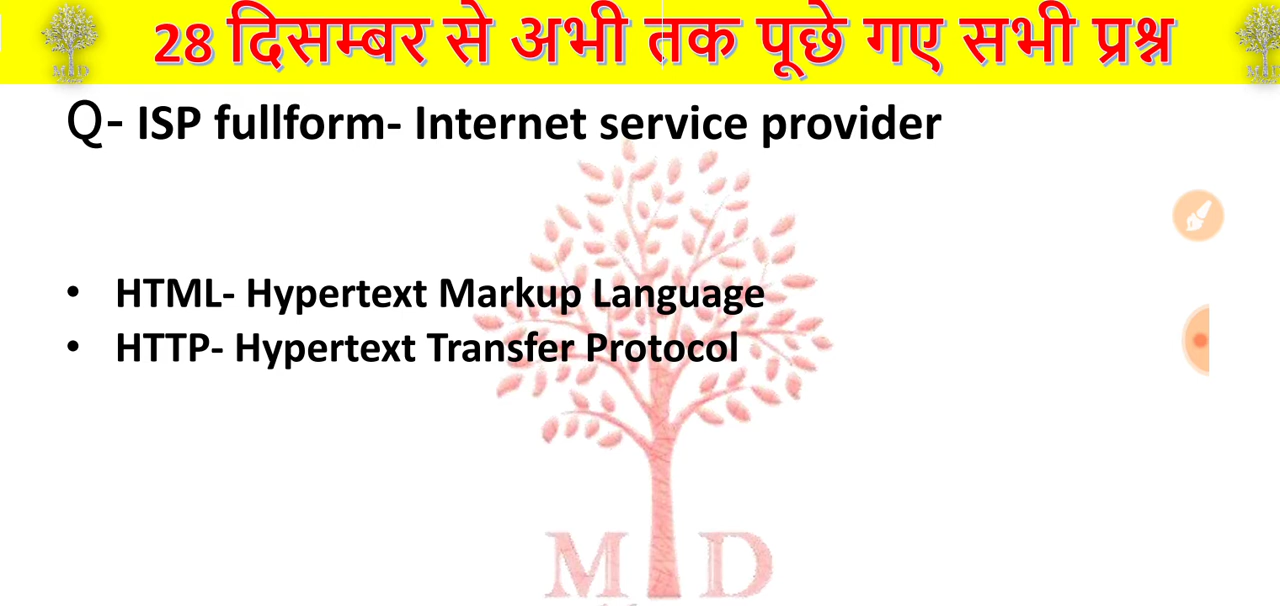 28 दिसम्बर से अभी तक पूछे गए सभी प्रश्न
Q- ISP fullform- Internet service provider
• HTML- Hypertext Markup Language
• HTTP- Hypertext Transfer Protocol
M D